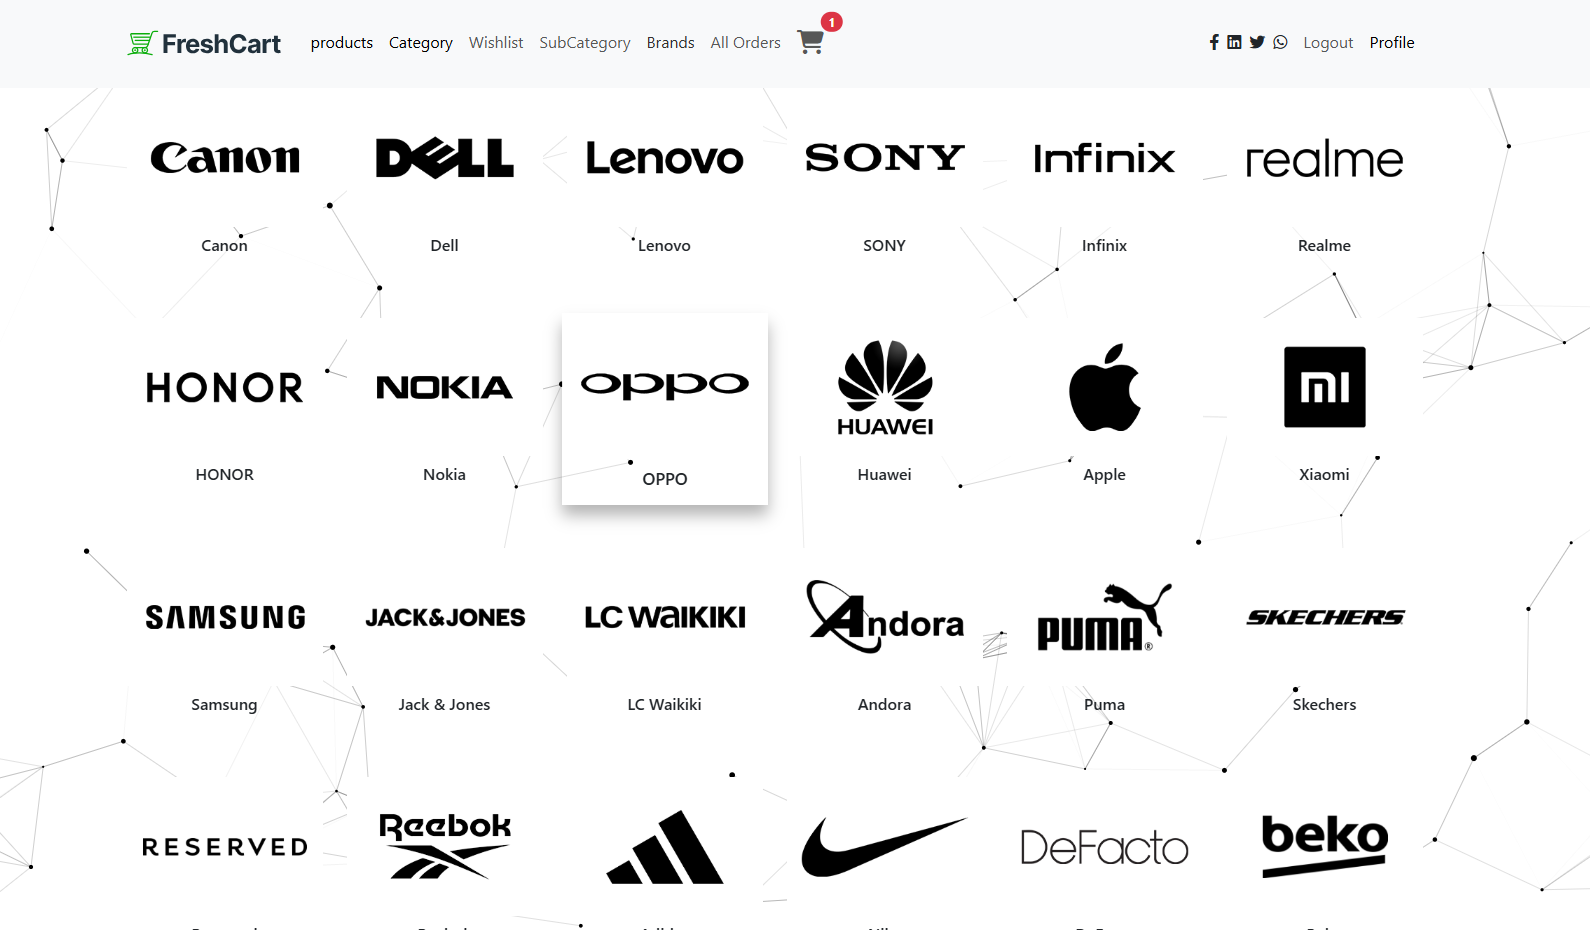 FreshCart products Category Wishlist SubCategory Brands All Orders 1 Logout Profile
Canon DELL Lenovo SONY Infinix realme
Canon Dell Lenovo SONY Infinix Realme
HONOR NOKIA oppo HUAWEI mi
HONOR Nokia OPPO Huawei Apple Xiaomi
SAMSUNG JACK&JONES LC WAIKIKI Andora PUMA® SKECHERS
Samsung Jack & Jones LC Waikiki Andora Puma Skechers
RESERVED Reebok DeFacto beko